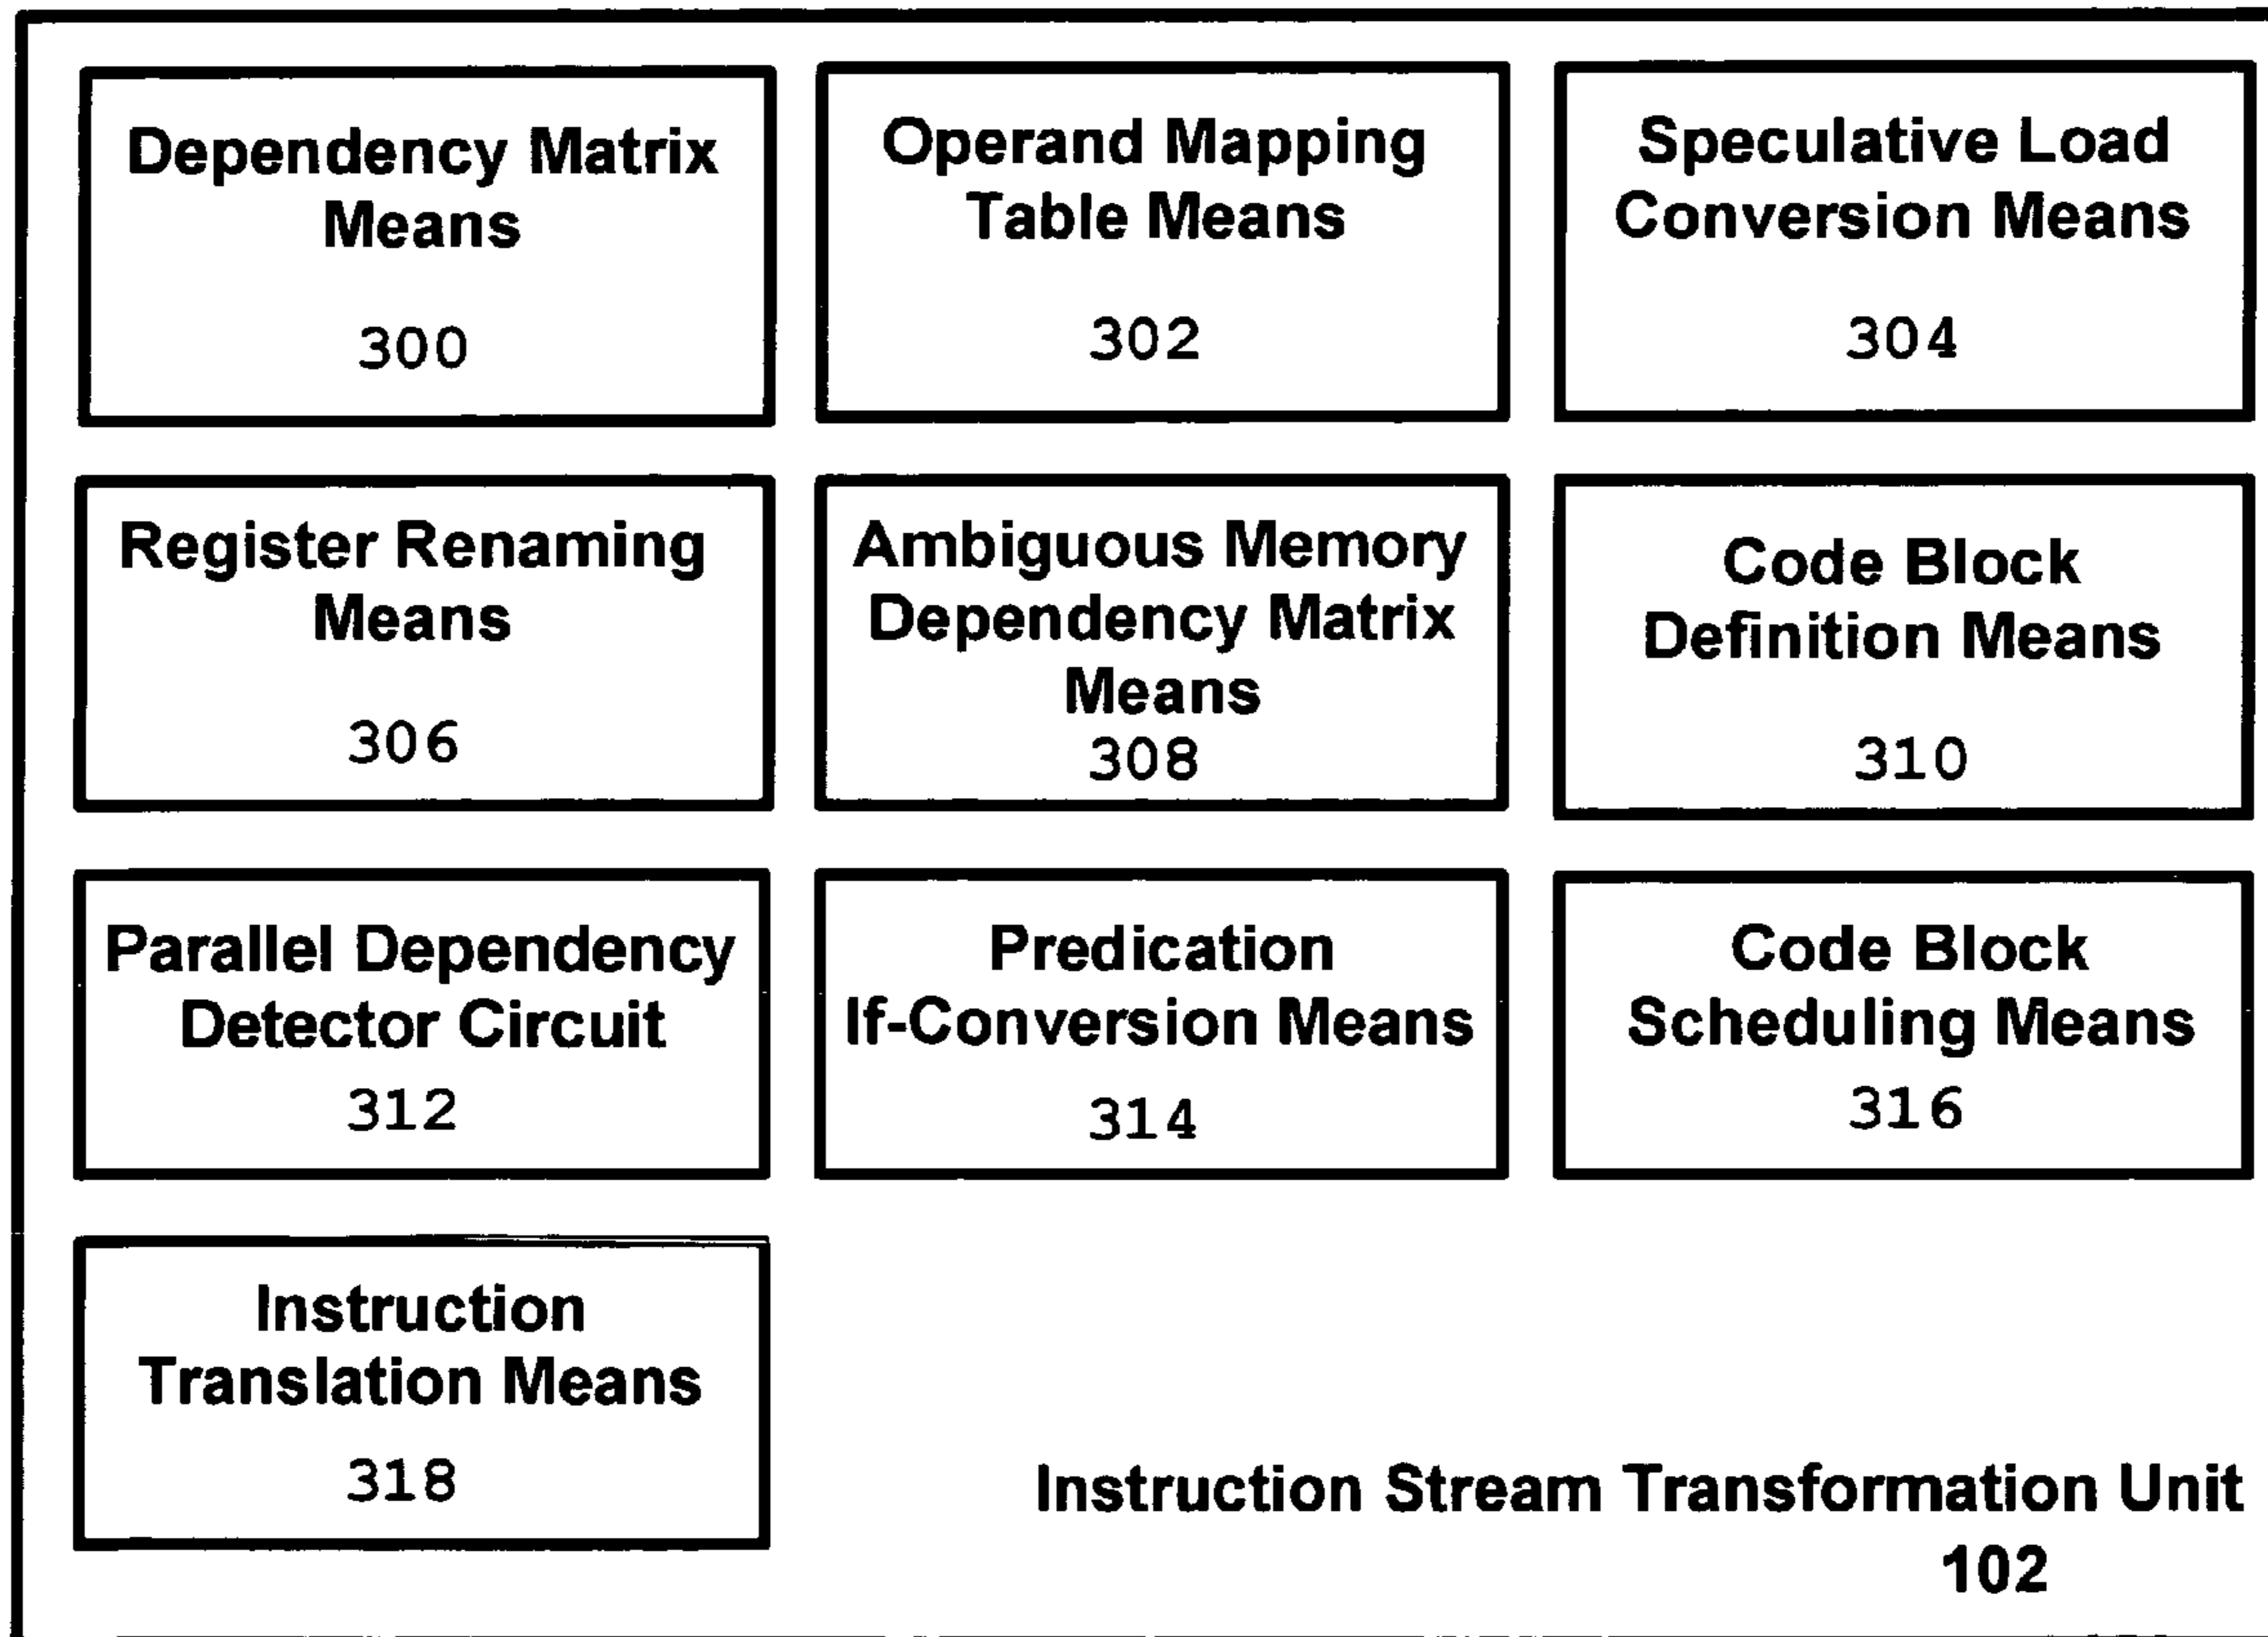 Dependency Matrix
Means
300
Operand Mapping
Table Means
302
Speculative Load
Conversion Means
304
Register Renaming
Means
306
Ambiguous Memory
Dependency Matrix
Means
308
Code Block
Definition Means
310
Parallel Dependency
Detector Circuit
312
Predication
If-Conversion Means
314
Code Block
Scheduling Means
316
Instruction
Translation Means
318
Instruction Stream Transformation Unit
102